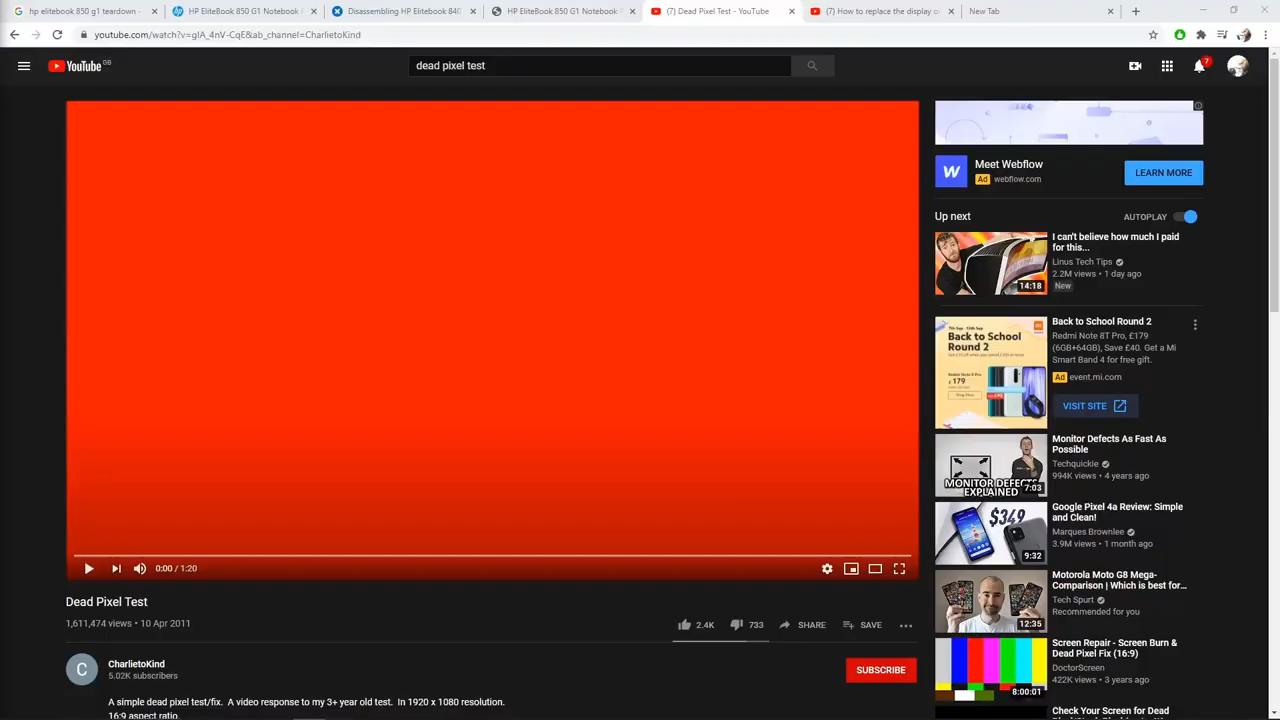 hp elitebook 850 g1 teardown -
HP EliteBook 850 G1 Notebook P
Disassembling HP Elitebook 840
HP EliteBook 850 G1 Notebook P
(7) Dead Pixel Test - YouTube
(7) How to replace the display o
New Tab
youtube.com/watch?v=gIA_4nV-CqE&ab_channel=CharlietoKind
YouTube GB
dead pixel test
7
Meet Webflow
Ad webflow.com
LEARN MORE
Up next
AUTOPLAY
I can't believe how much I paid
for this...
Linus Tech Tips
2.2M views • 1 day ago
New
14:18
Back to School
Round 2
£179
Back to School Round 2
Redmi Note 8T Pro, £179
(6GB+64GB), Save £40. Get a Mi
Smart Band 4 for free gift.
Ad event.mi.com
VISIT SITE
MONITOR DEFECTS
EXPLAINED
7:03
Monitor Defects As Fast As
Possible
Techquickie
994K views • 4 years ago
$349
9:32
Google Pixel 4a Review: Simple
and Clean!
Marques Brownlee
3.9M views • 1 month ago
12:35
Motorola Moto G8 Mega-
Comparison | Which is best for...
Tech Spurt
Recommended for you
8:00:01
Screen Repair - Screen Burn &
Dead Pixel Fix (16:9)
DoctorScreen
422K views • 3 years ago
Check Your Screen for Dead
0:00 / 1:20
Dead Pixel Test
1,611,474 views • 10 Apr 2011
2.4K
733
SHARE
SAVE
C
CharlietoKind
5.02K subscribers
SUBSCRIBE
A simple dead pixel test/fix. A video response to my 3+ year old test. In 1920 x 1080 resolution.
16:9 aspect ratio.